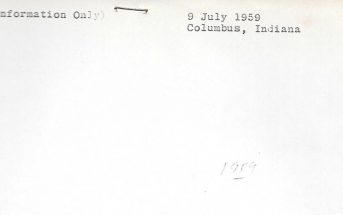 nformation Only)
9 July 1959
Columbus, Indiana
1959